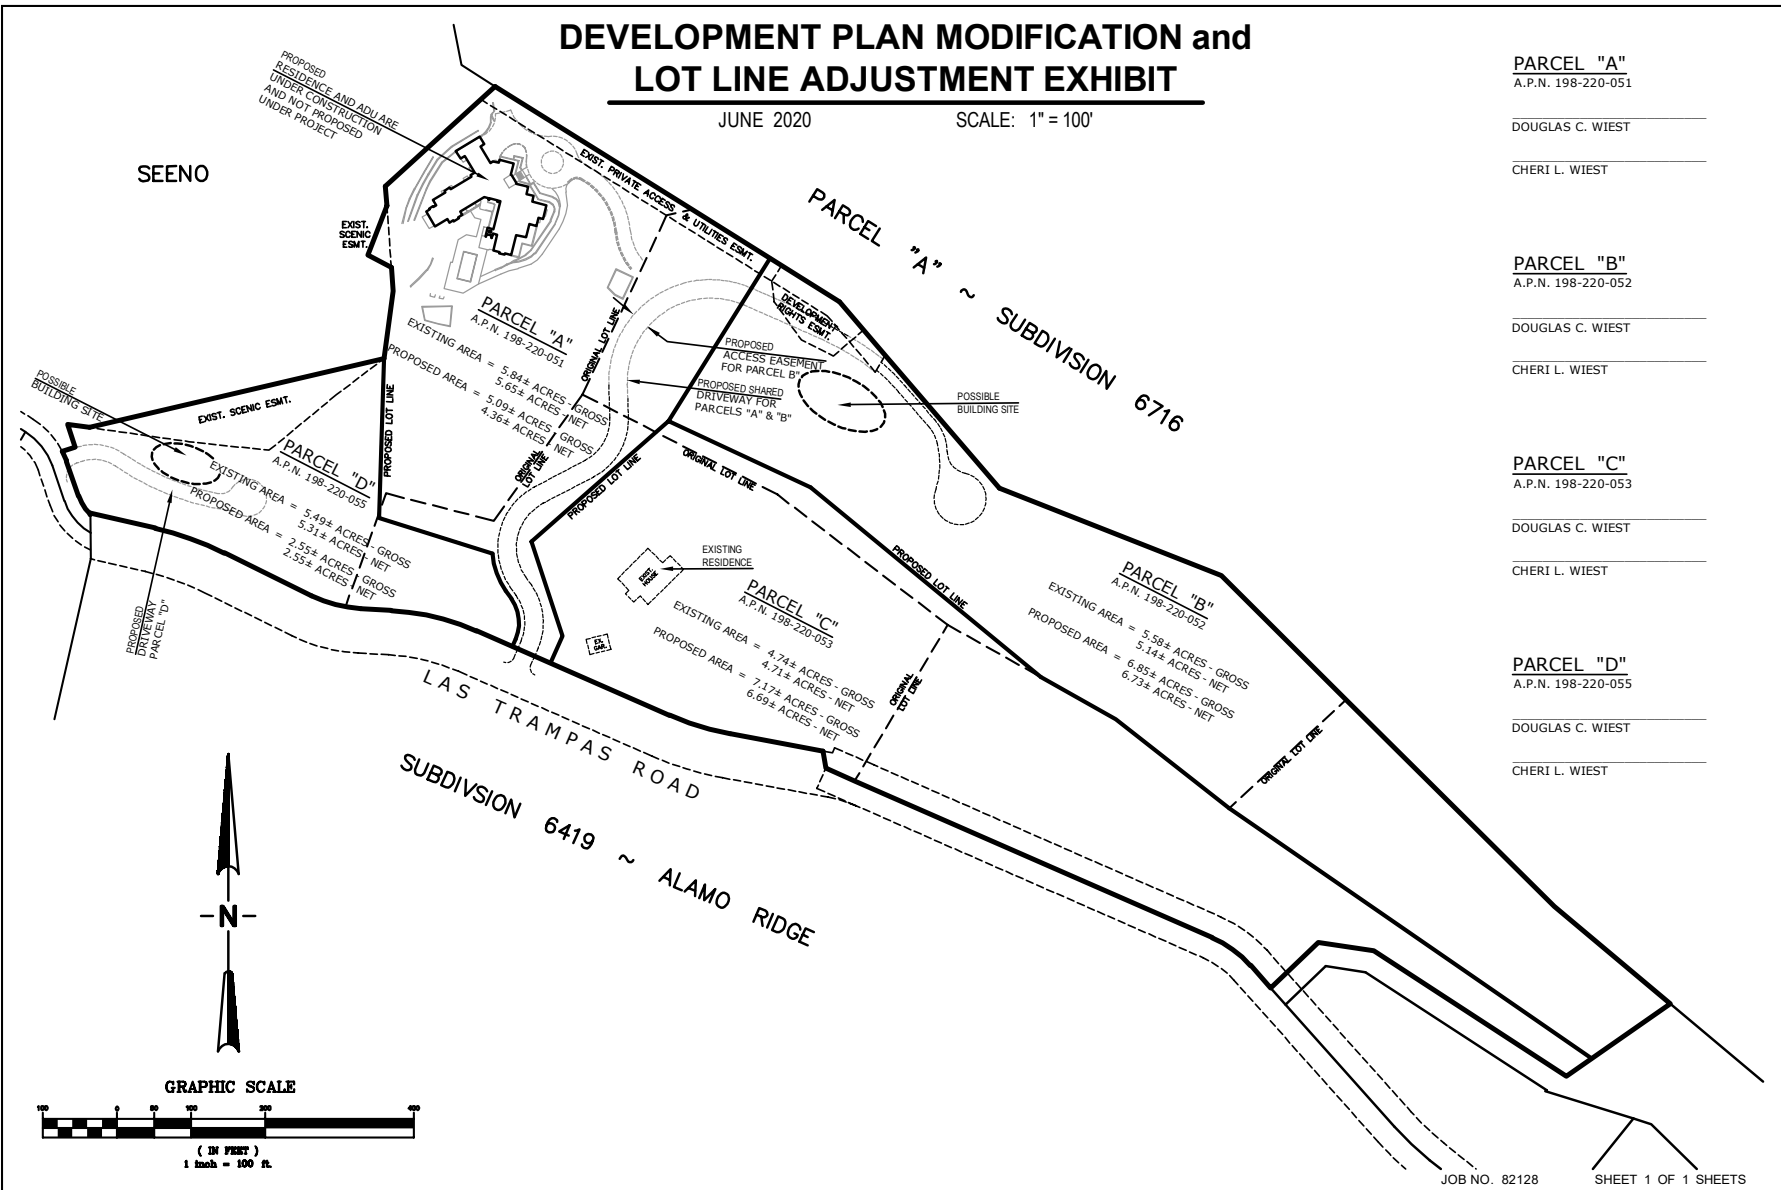 DEVELOPMENT PLAN MODIFICATION and
LOT LINE ADJUSTMENT EXHIBIT
JUNE 2020 SCALE: 1" = 100'
PROPOSED
RESIDENCE AND ADU ARE
UNDER CONSTRUCTION
AND NOT PROPOSED
UNDER PROJECT
SEENO
EXIST.
SCENIC
ESMT.
EXIST. PRIVATE ACCESS & UTILITIES ESMT.
PARCEL "A" ~ SUBDIVISION 6716
PARCEL "A"
A.P.N. 198-220-051
EXISTING AREA = 5.84± ACRES - GROSS
5.65± ACRES - NET
PROPOSED AREA = 5.09± ACRES - GROSS
4.36± ACRES - NET
ORIGINAL LOT LINE
DEVELOPMENT
RIGHTS ESMT.
PROPOSED
ACCESS EASEMENT
FOR PARCEL B"
PROPOSED SHARED
DRIVEWAY FOR
PARCELS "A" & "B"
POSSIBLE
BUILDING SITE
POSSIBLE
BUILDING SITE
EXIST. SCENIC ESMT.
PROPOSED LOT LINE
PARCEL "D"
A.P.N. 198-220-055
EXISTING AREA = 5.49± ACRES - GROSS
5.31± ACRES - NET
PROPOSED AREA = 2.55± ACRES - GROSS
2.55± ACRES - NET
PROPOSED
DRIVEWAY
PARCEL "D"
ORIGINAL
LOT LINE
PROPOSED LOT LINE
ORIGINAL LOT LINE
PROPOSED LOT LINE
EXISTING
RESIDENCE
EXIST.
HOUSE
EX.
GAR.
PARCEL "C"
A.P.N. 198-220-053
EXISTING AREA = 4.74± ACRES - GROSS
4.71± ACRES - NET
PROPOSED AREA = 7.17± ACRES - GROSS
6.69± ACRES - NET
ORIGINAL
LOT LINE
PARCEL "B"
A.P.N. 198-220-052
EXISTING AREA = 5.58± ACRES - GROSS
5.14± ACRES - NET
PROPOSED AREA = 6.85± ACRES - GROSS
6.73± ACRES - NET
ORIGINAL LOT LINE
LAS TRAMPAS ROAD
SUBDIVSION 6419 ~ ALAMO RIDGE
N
GRAPHIC SCALE
100 0 50 100 200 400
( IN FEET )
1 inch = 100 ft.
PARCEL "A"
A.P.N. 198-220-051
DOUGLAS C. WIEST
CHERI L. WIEST
PARCEL "B"
A.P.N. 198-220-052
DOUGLAS C. WIEST
CHERI L. WIEST
PARCEL "C"
A.P.N. 198-220-053
DOUGLAS C. WIEST
CHERI L. WIEST
PARCEL "D"
A.P.N. 198-220-055
DOUGLAS C. WIEST
CHERI L. WIEST
JOB NO. 82128 SHEET 1 OF 1 SHEETS